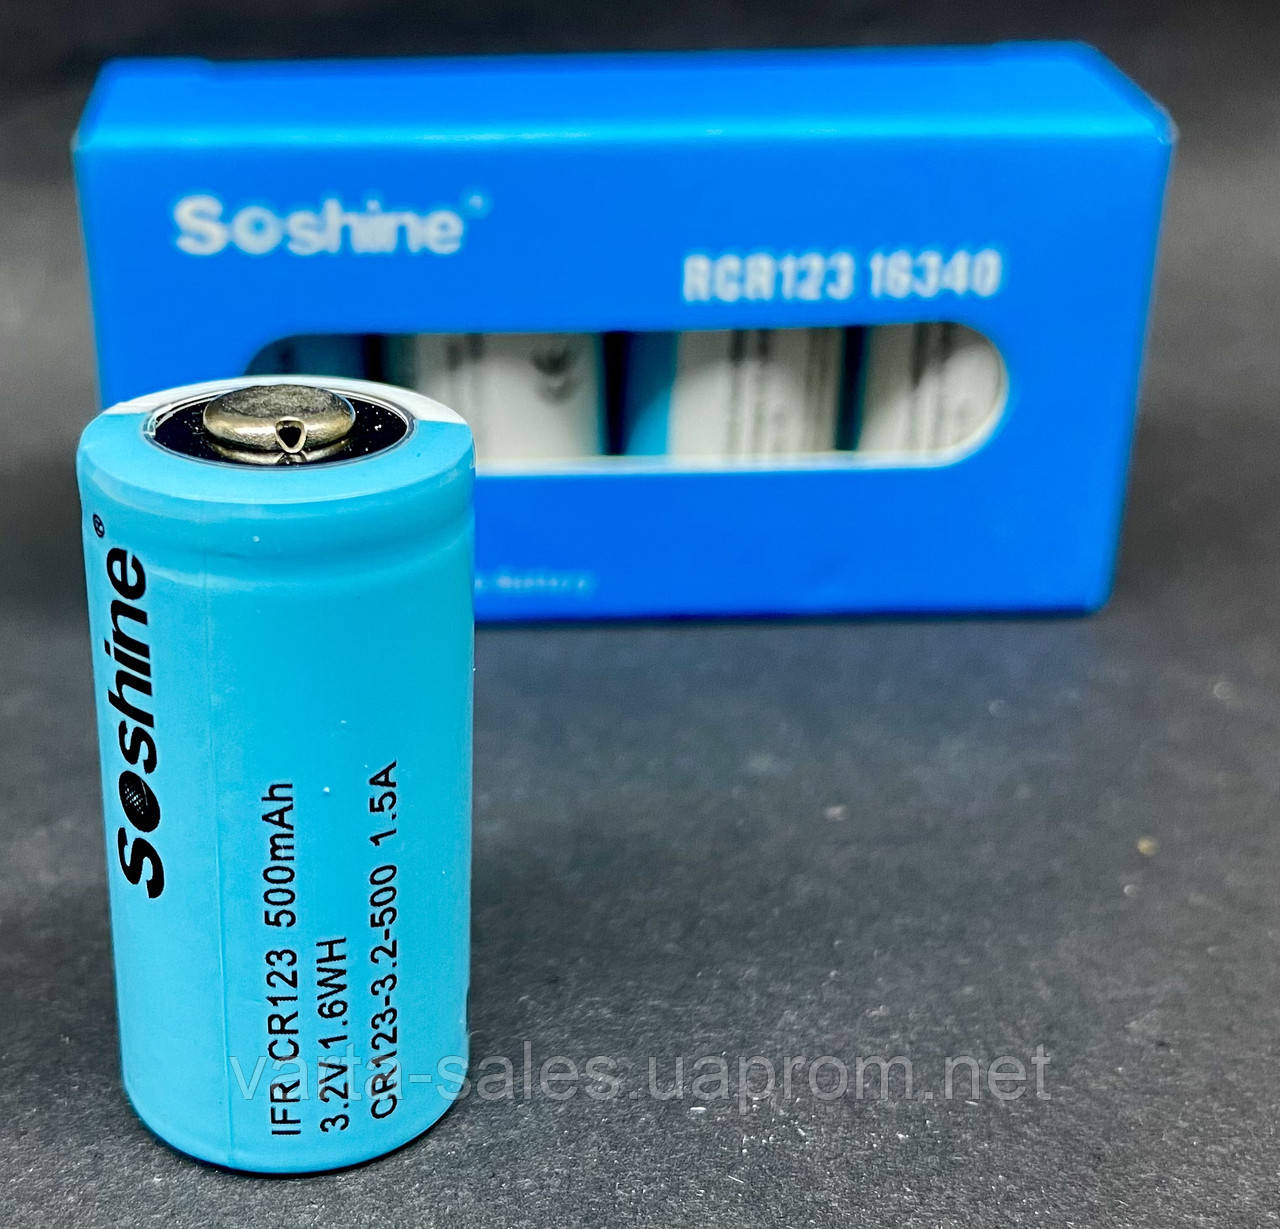 Soshine
RCR123 16340
Battery
Soshine®
IFR CR123 500mAh
3.2V 1.6WH
CR123-3.2-500 1.5A
varta-sales.uaprom.net